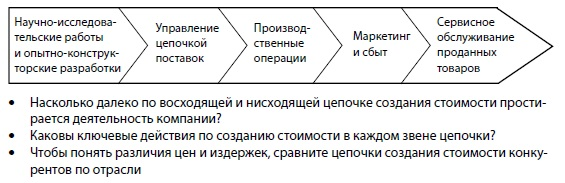 Научно-исследова-
тельские работы
и опытно-конструк-
торские разработки
Управление
цепочкой
поставок
Производ-
ственные
операции
Маркетинг
и сбыт
Сервисное
обслуживание
проданных
товаров
• Насколько далеко по восходящей и нисходящей цепочке создания стоимости прости-
рается деятельность компании?
• Каковы ключевые действия по созданию стоимости в каждом звене цепочки?
• Чтобы понять различия цен и издержек, сравните цепочки создания стоимости конку-
рентов по отрасли